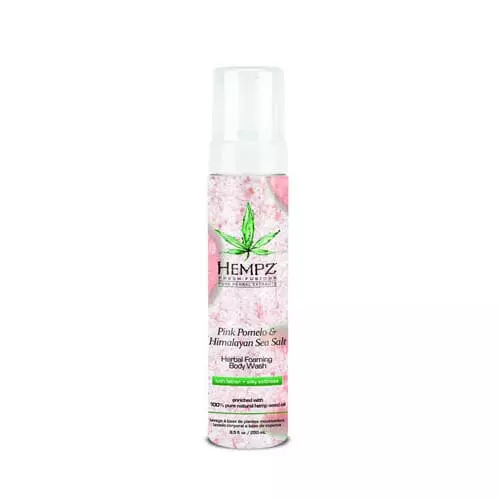 HEMPZ
FRESH FUSIONS
PURE HERBAL EXTRACTS
Pink Pomelo &
Himalayan Sea Salt
Herbal Foaming
Body Wash
lush lather + silky softness
enriched with
100% pure natural hemp seed oil
8.5 fl oz / 250 mL